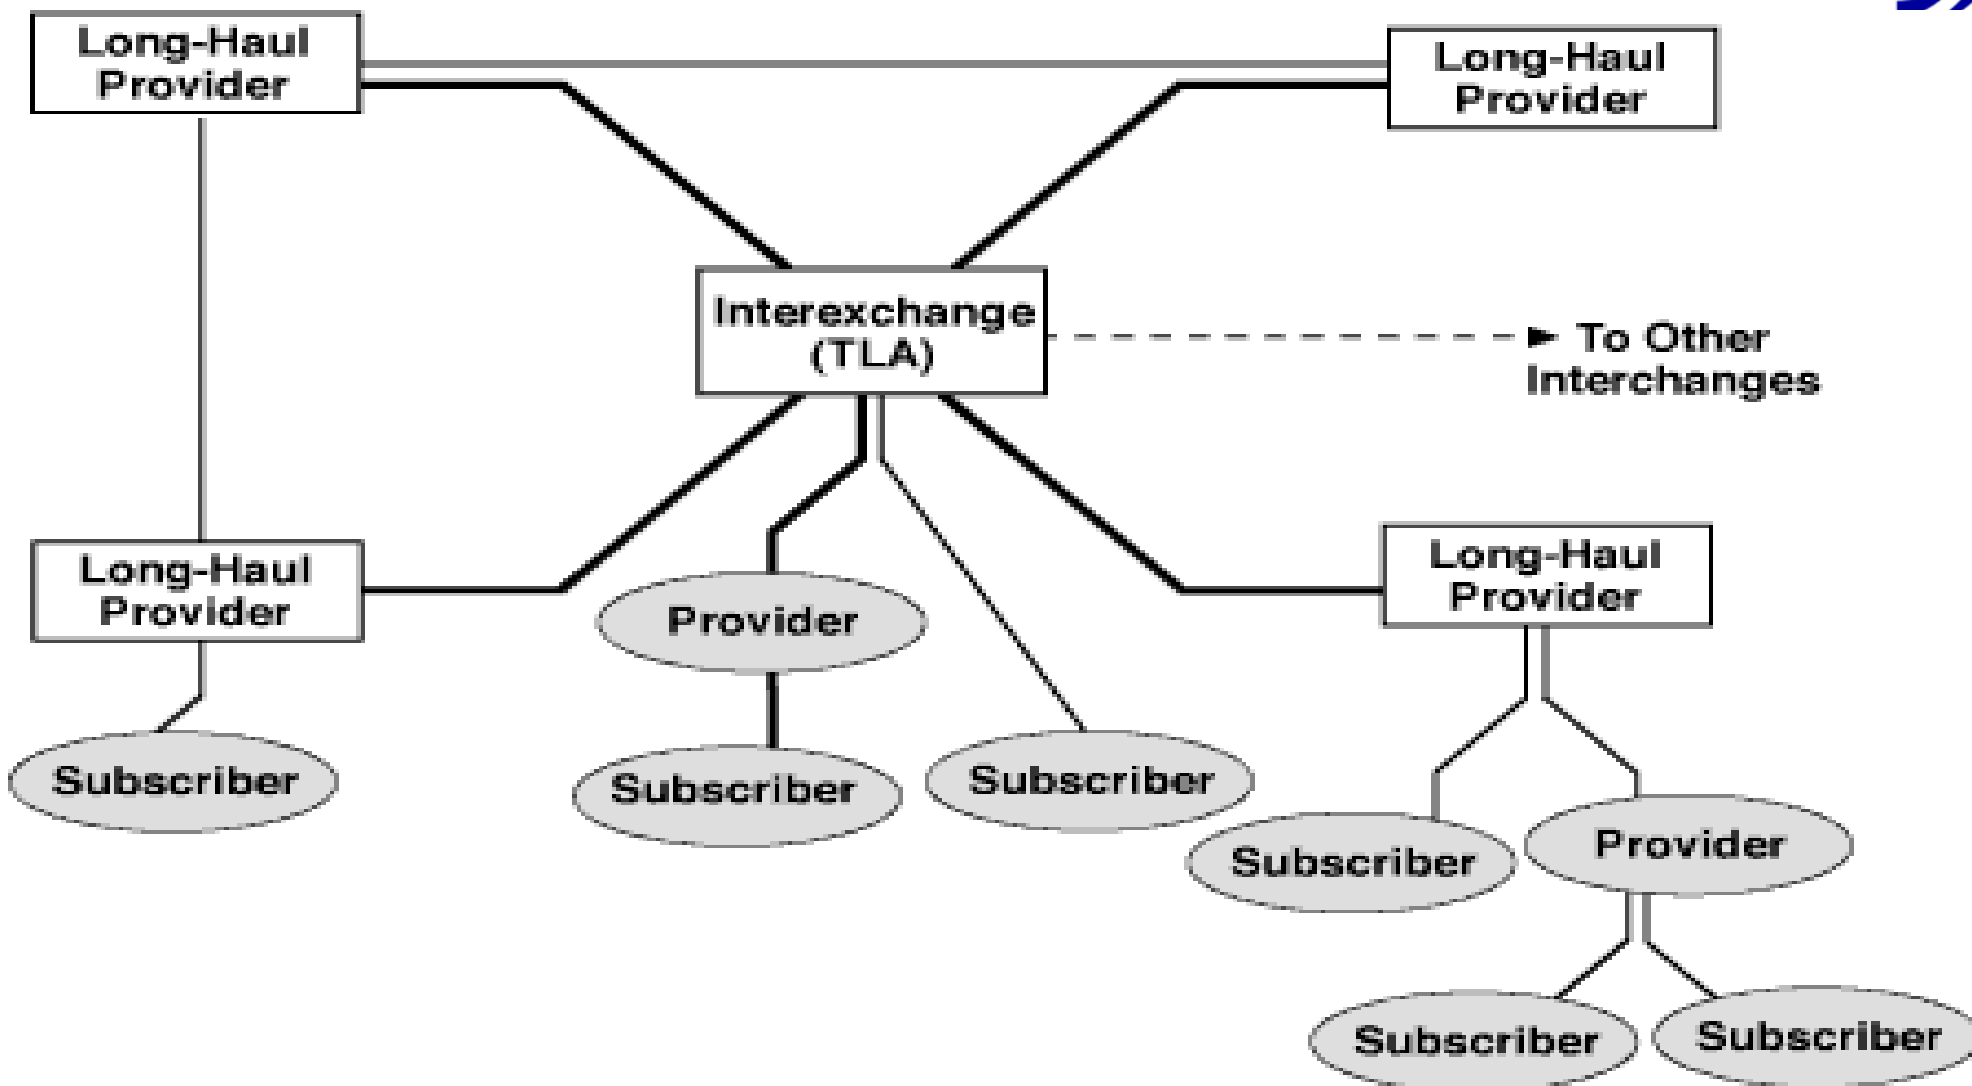 Long-Haul
Provider
Long-Haul
Provider
Interexchange
(TLA)
To Other
Interchanges
Long-Haul
Provider
Provider
Long-Haul
Provider
Subscriber
Subscriber
Subscriber
Subscriber
Provider
Subscriber
Subscriber